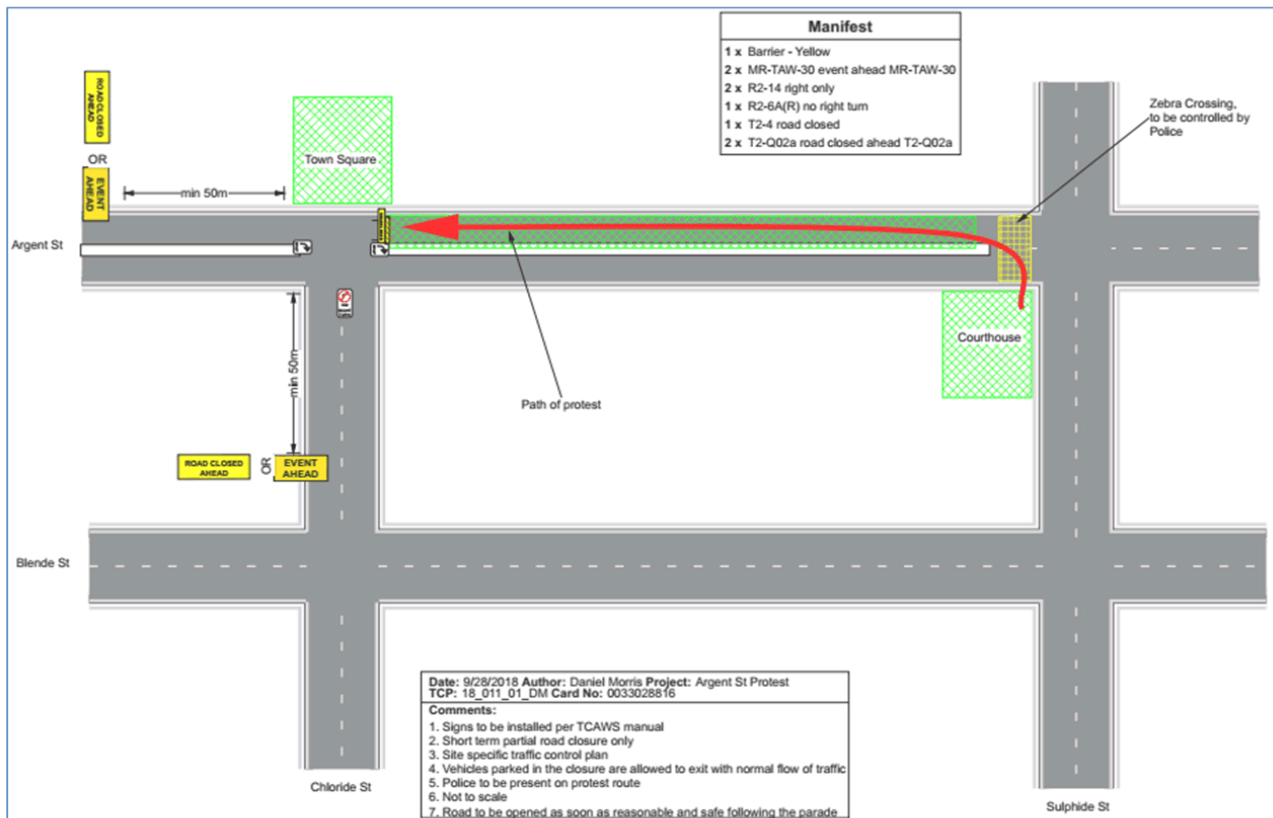 Manifest
1 x Barrier - Yellow
2 x MR-TAW-30 event ahead MR-TAW-30
2 x R2-14 right only
1 x R2-6A(R) no right turn
1 x T2-4 road closed
2 x T2-Q02a road closed ahead T2-Q02a
Zebra Crossing,
to be controlled by
Police
ROAD CLOSED
AHEAD
OR
EVENT
AHEAD
min 50m
Town Square
Argent St
Courthouse
min 50m
Path of protest
ROAD CLOSED
AHEAD
OR
EVENT
AHEAD
Blende St
Date: 9/28/2018 Author: Daniel Morris Project: Argent St Protest
TCP: 18_011_01_DM Card No: 0033028816
Comments:
1. Signs to be installed per TCAWS manual
2. Short term partial road closure only
3. Site specific traffic control plan
4. Vehicles parked in the closure are allowed to exit with normal flow of traffic
5. Police to be present on protest route
6. Not to scale
7. Road to be opened as soon as reasonable and safe following the parade
Chloride St
Sulphide St